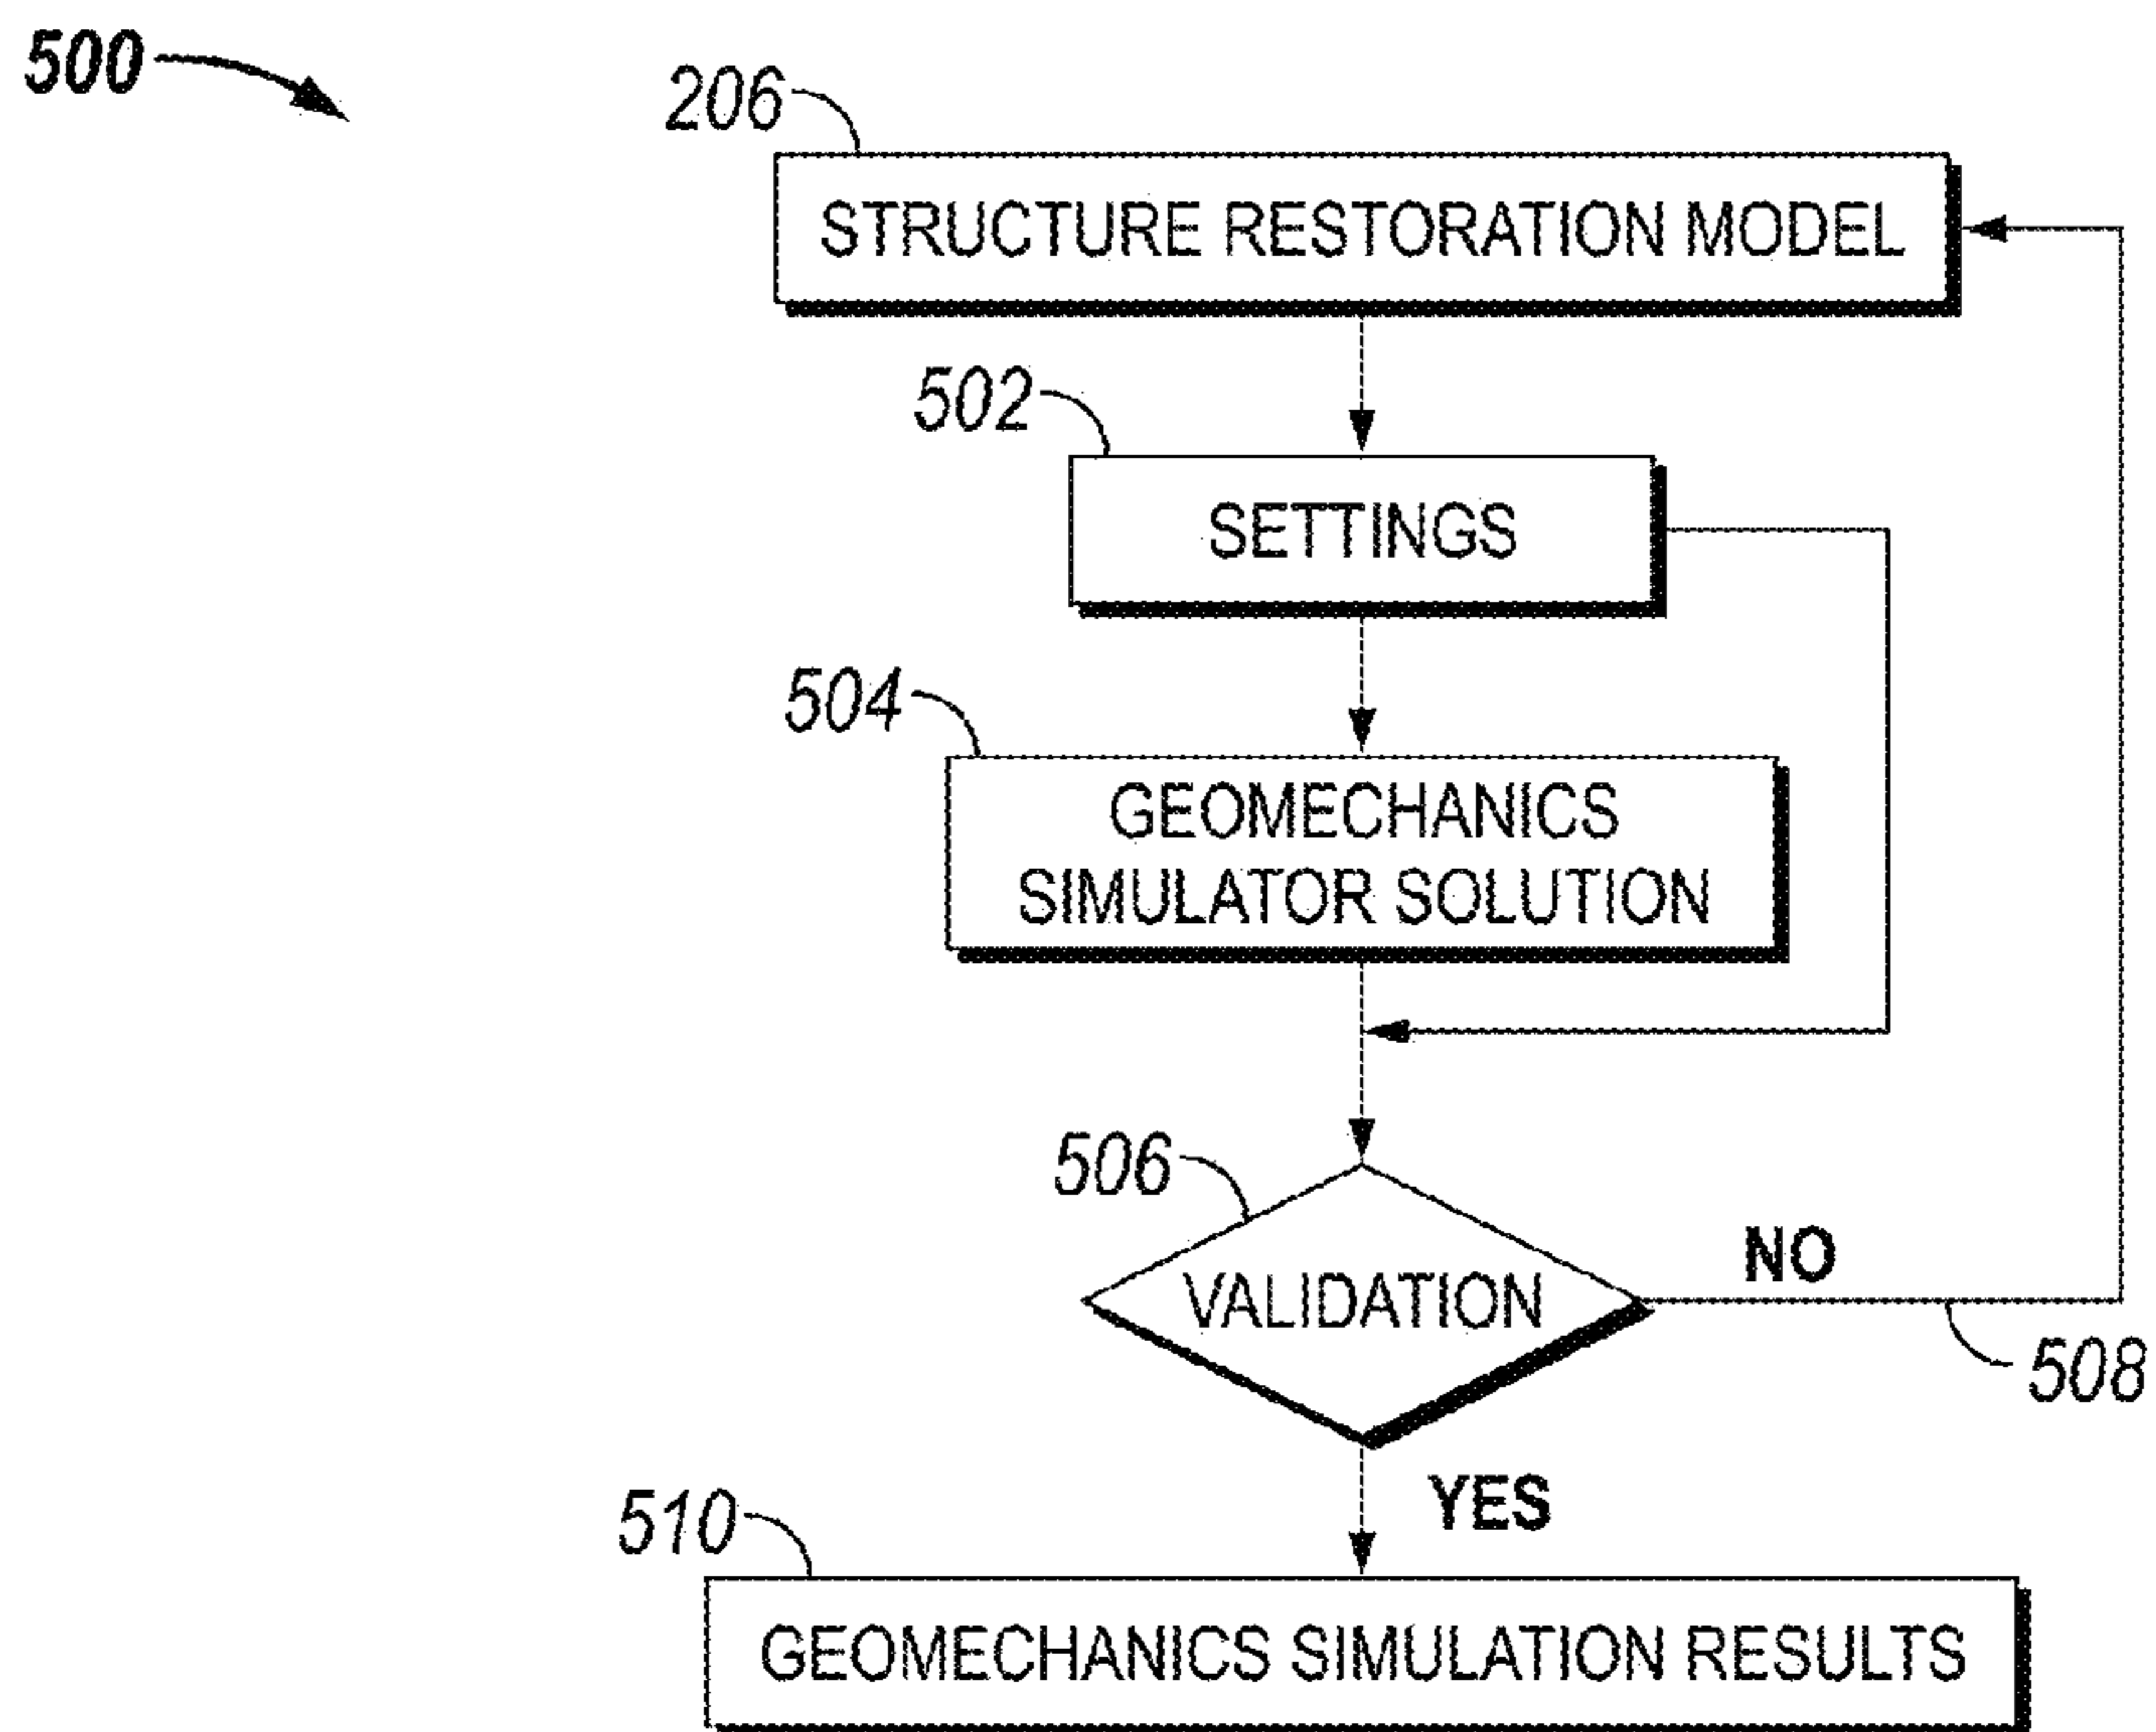 500
206
STRUCTURE RESTORATION MODEL
502
SETTINGS
504
GEOMECHANICS
SIMULATOR SOLUTION
506
VALIDATION
NO
508
YES
510
GEOMECHANICS SIMULATION RESULTS